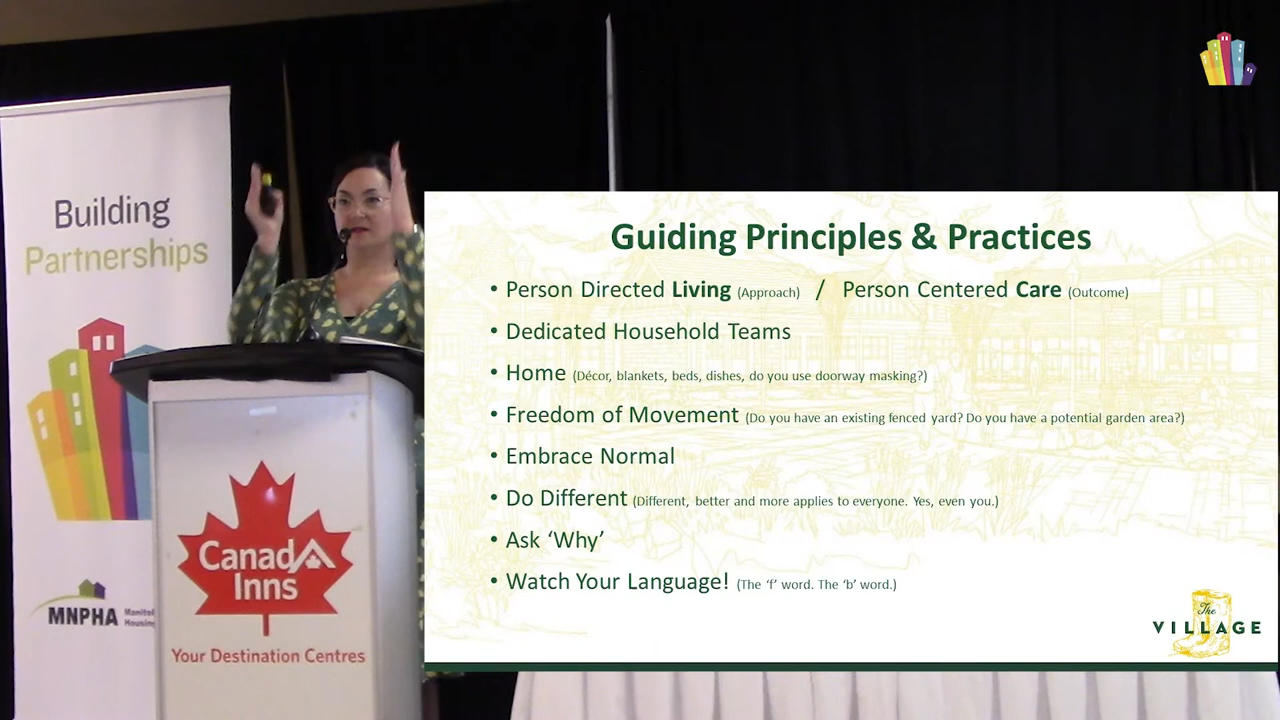 Building
Partnerships
MNPHA
Canad Inns
Your Destination Centres
Guiding Principles & Practices
• Person Directed Living (Approach) / Person Centered Care (Outcome)
• Dedicated Household Teams
• Home (Décor, blankets, beds, dishes, do you use doorway masking?)
• Freedom of Movement (Do you have an existing fenced yard? Do you have a potential garden area?)
• Embrace Normal
• Do Different (Different, better and more applies to everyone. Yes, even you.)
• Ask ‘Why’
• Watch Your Language! (The ‘f’ word. The ‘b’ word.)
The
VILLAGE